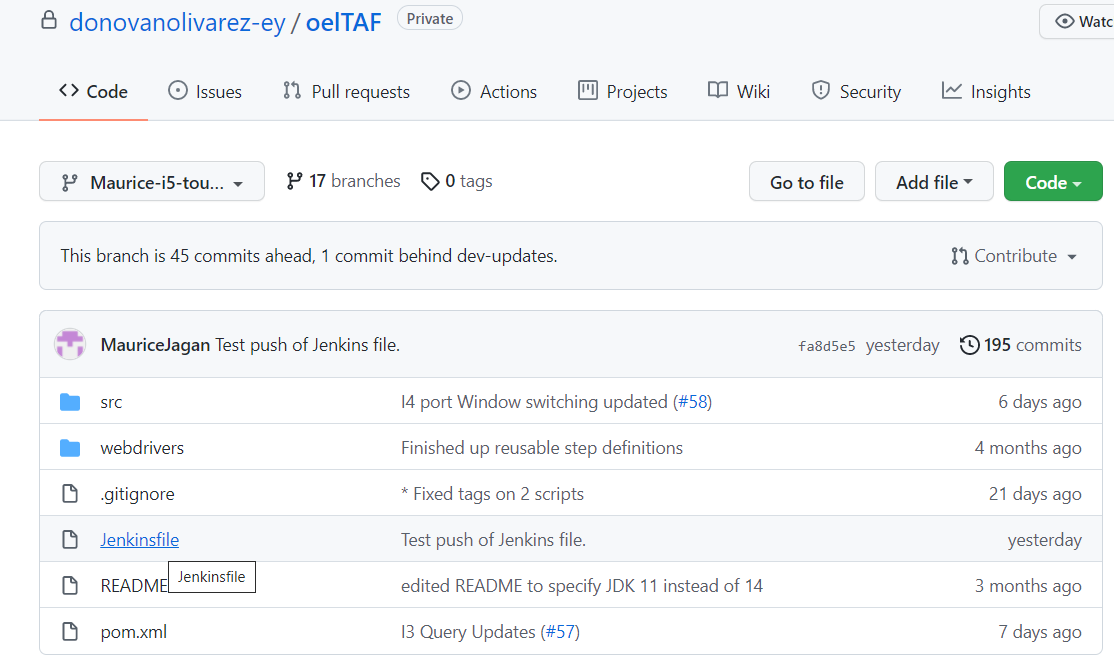 donovanolivarez-ey / oelTAF Private
Watc
Code Issues Pull requests Actions Projects Wiki Security Insights
Maurice-i5-tou... 17 branches 0 tags Go to file Add file Code
This branch is 45 commits ahead, 1 commit behind dev-updates. Contribute
MauriceJagan Test push of Jenkins file. fa8d5e5 yesterday 195 commits
src I4 port Window switching updated (#58) 6 days ago
webdrivers Finished up reusable step definitions 4 months ago
.gitignore * Fixed tags on 2 scripts 21 days ago
Jenkinsfile Test push of Jenkins file. yesterday
Jenkinsfile
README edited README to specify JDK 11 instead of 14 3 months ago
pom.xml I3 Query Updates (#57) 7 days ago